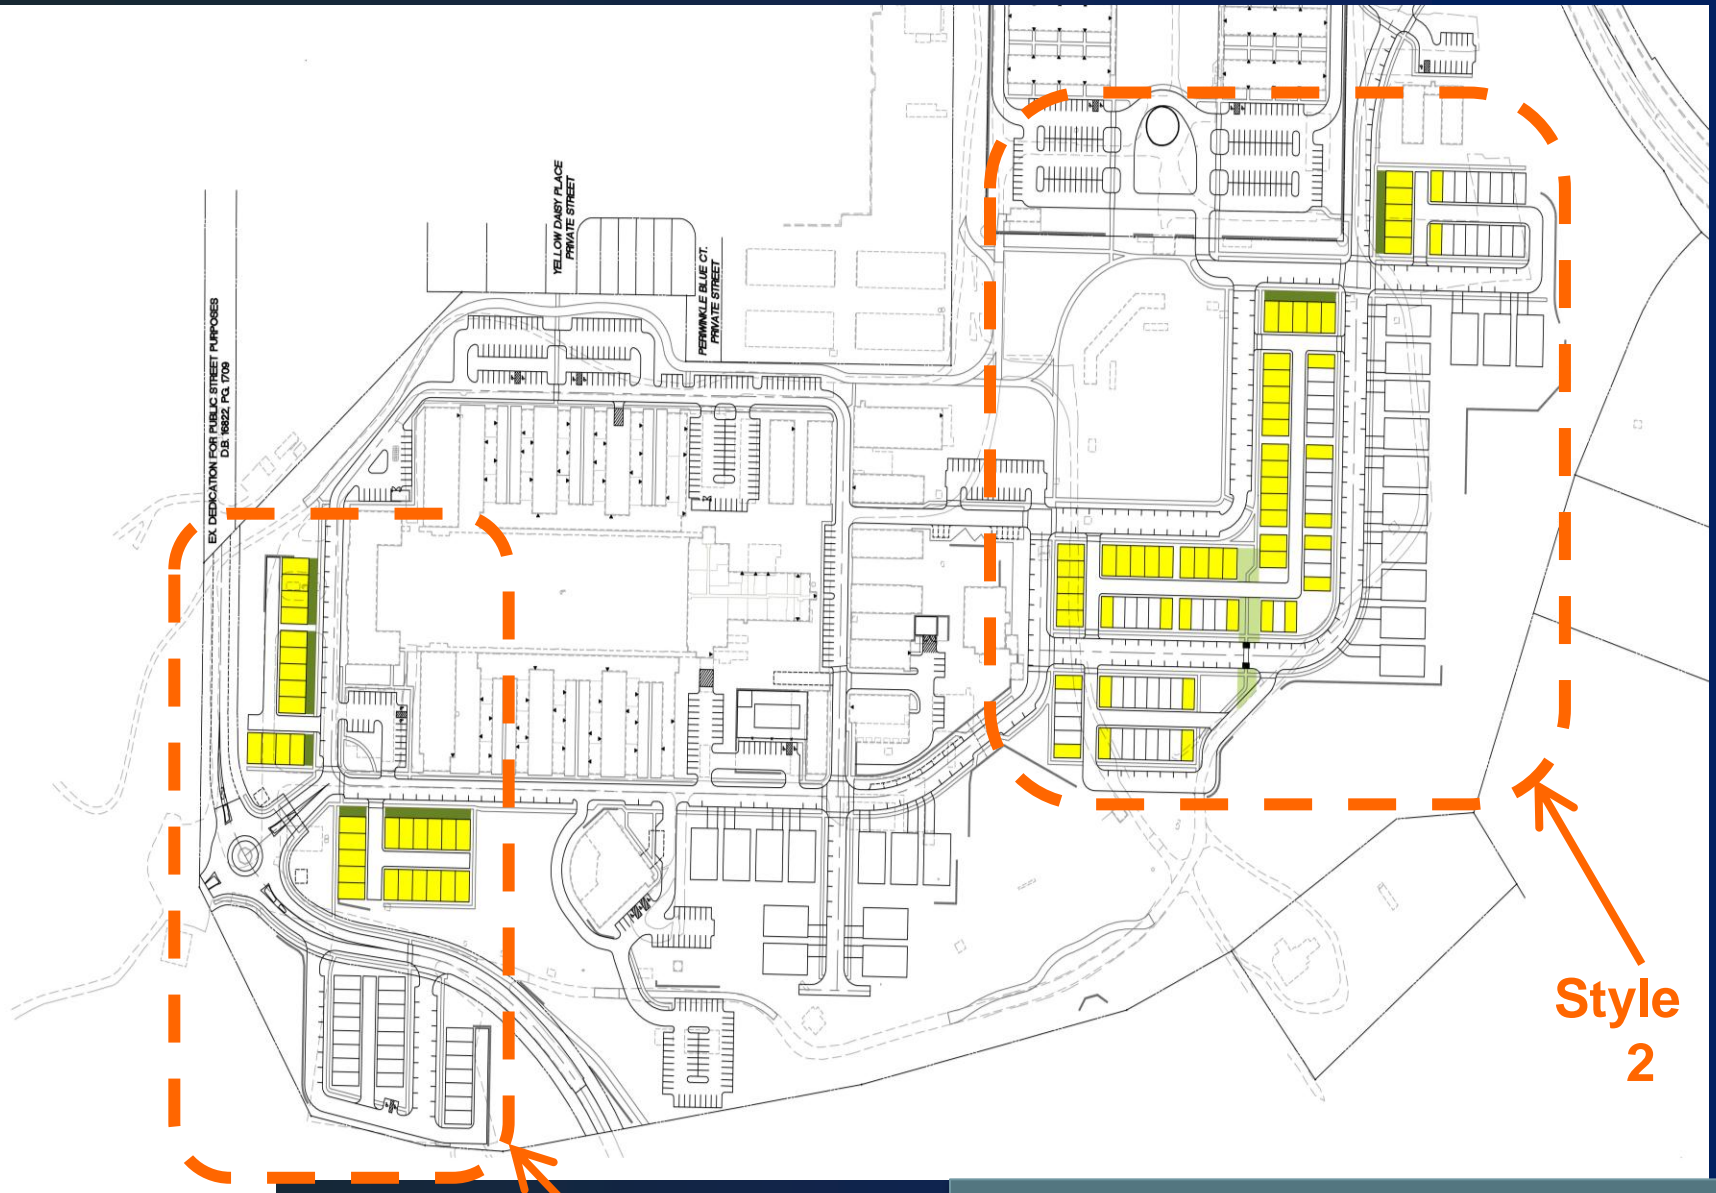 YELLOW DAISY PLACE
PRIVATE STREET
PERIWINKLE BLUE CT.
PRIVATE STREET
EX. DEDICATION FOR PUBLIC STREET PURPOSES
D.B. 16822, PG. 1709
Style
2